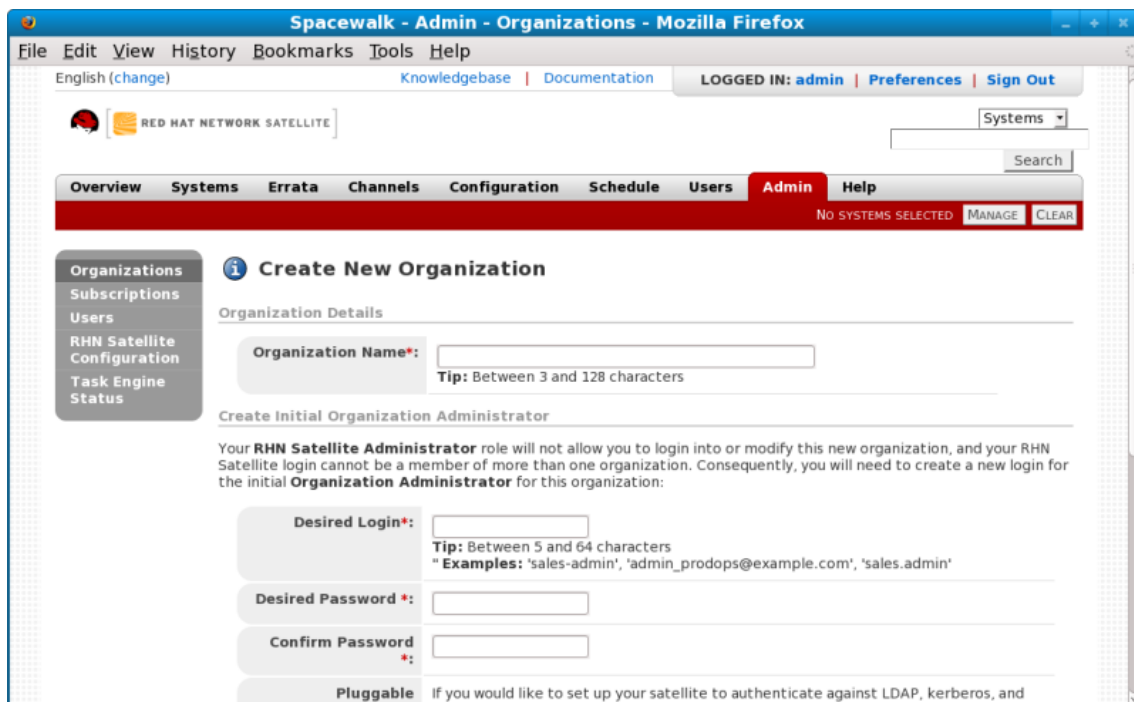 Spacewalk - Admin - Organizations - Mozilla Firefox
File Edit View History Bookmarks Tools Help
English (change)
Knowledgebase | Documentation
LOGGED IN: admin | Preferences | Sign Out
RED HAT NETWORK SATELLITE
Systems
Search
Overview Systems Errata Channels Configuration Schedule Users Admin Help
NO SYSTEMS SELECTED MANAGE CLEAR
Organizations
Subscriptions
Users
RHN Satellite
Configuration
Task Engine
Status
Create New Organization
Organization Details
Organization Name*:
Tip: Between 3 and 128 characters
Create Initial Organization Administrator
Your RHN Satellite Administrator role will not allow you to login into or modify this new organization, and your RHN
Satellite login cannot be a member of more than one organization. Consequently, you will need to create a new login for
the initial Organization Administrator for this organization:
Desired Login*:
Tip: Between 5 and 64 characters
" Examples: 'sales-admin', 'admin_prodops@example.com', 'sales.admin'
Desired Password *:
Confirm Password
*:
Pluggable If you would like to set up your satellite to authenticate against LDAP, kerberos, and